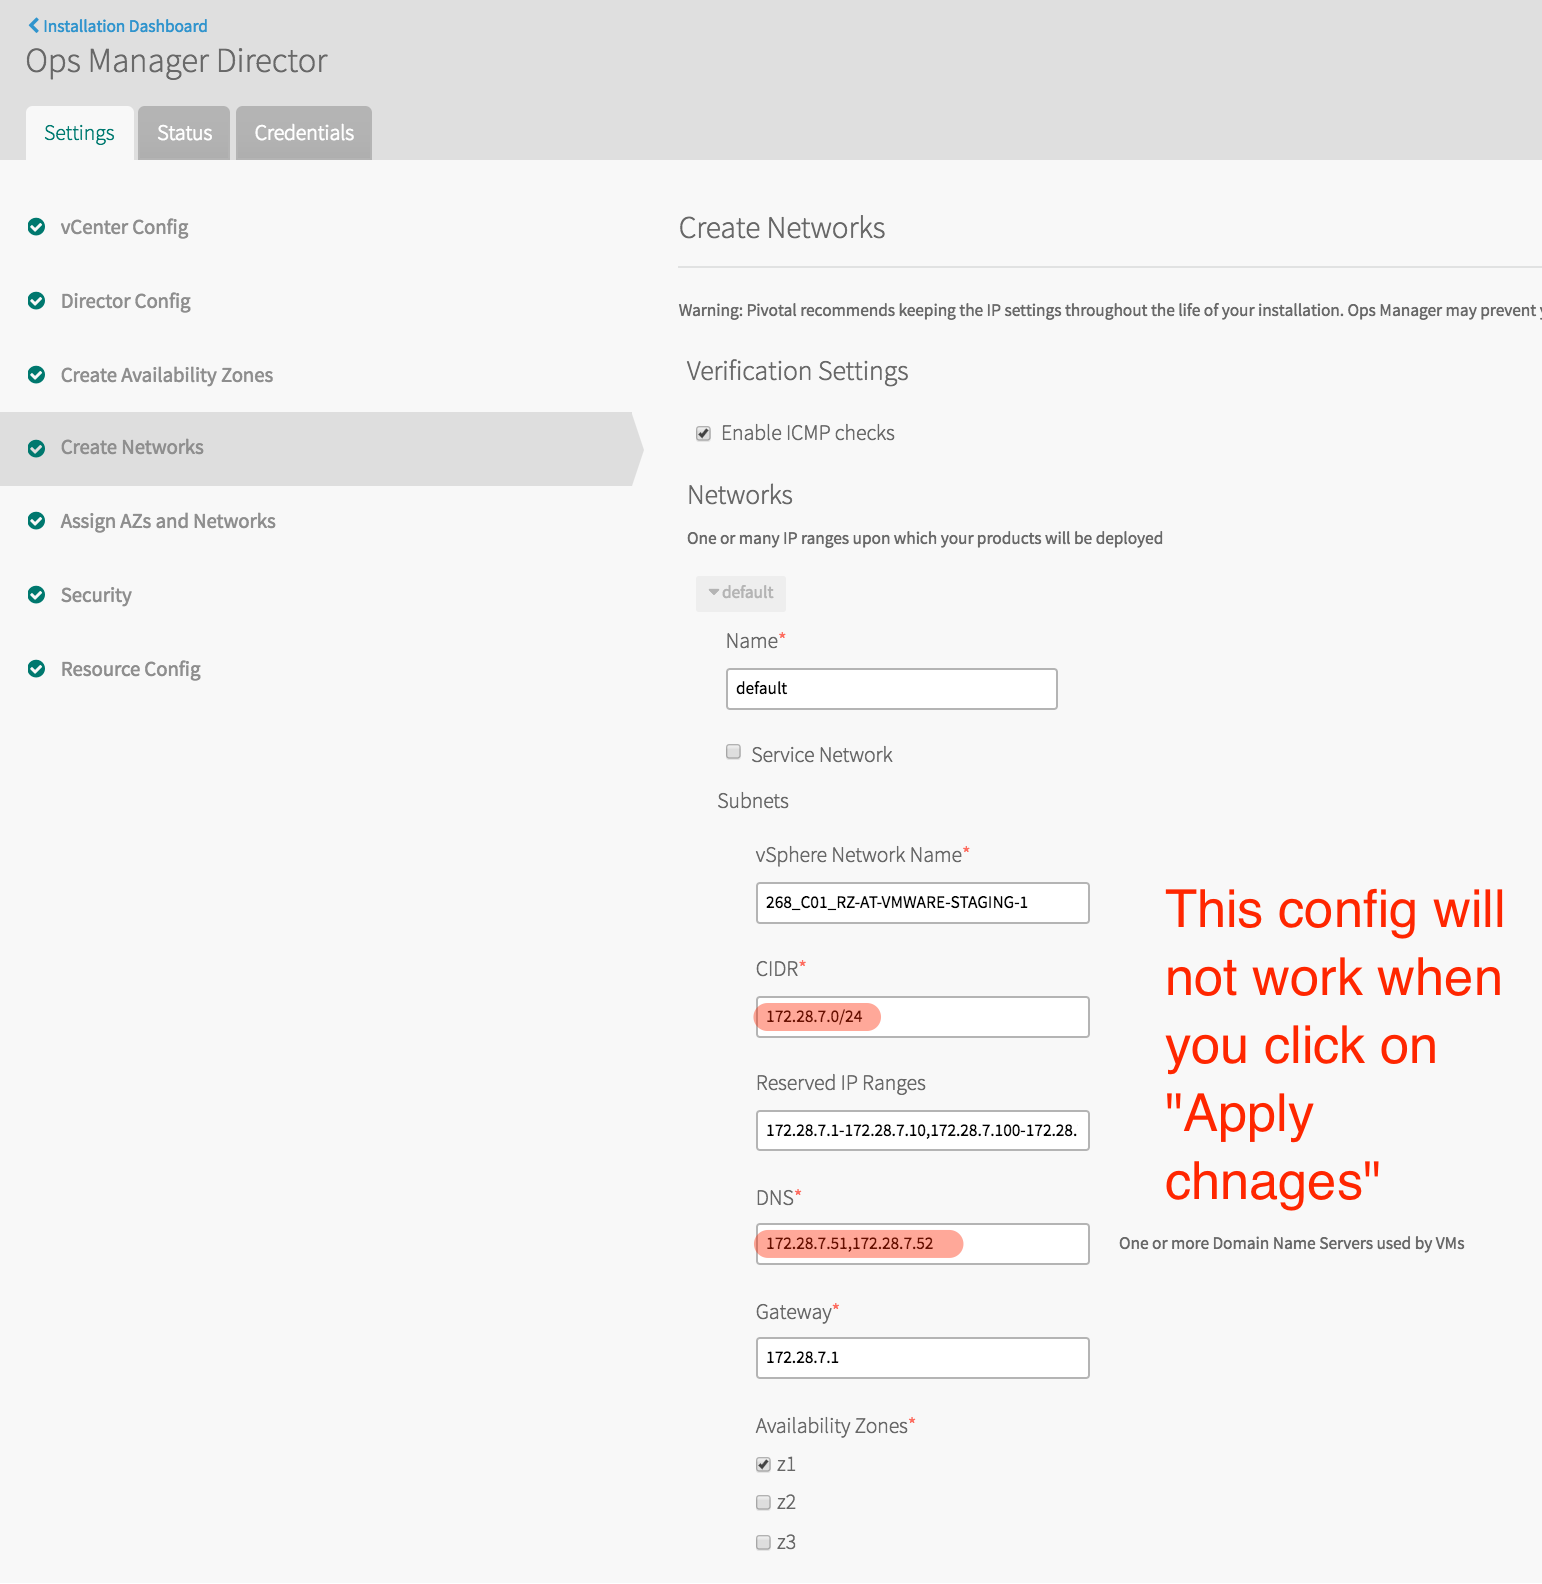 Installation Dashboard
Ops Manager Director
Settings Status Credentials
vCenter Config
Director Config
Create Availability Zones
Create Networks
Assign AZs and Networks
Security
Resource Config
Create Networks
Warning: Pivotal recommends keeping the IP settings throughout the life of your installation. Ops Manager may prevent
Verification Settings
Enable ICMP checks
Networks
One or many IP ranges upon which your products will be deployed
default
Name*
default
Service Network
Subnets
vSphere Network Name*
268_C01_RZ-AT-VMWARE-STAGING-1
CIDR*
172.28.7.0/24
Reserved IP Ranges
172.28.7.1-172.28.7.10,172.28.7.100-172.28.
DNS*
172.28.7.51,172.28.7.52
One or more Domain Name Servers used by VMs
Gateway*
172.28.7.1
Availability Zones*
z1
z2
z3
This config will
not work when
you click on
"Apply
chnages"